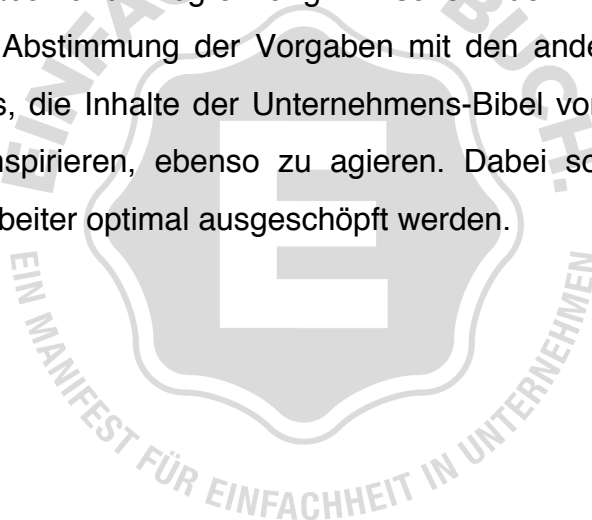 Abstimmung der Vorgaben mit den ande
s, die Inhalte der Unternehmens-Bibel vor
nspirieren, ebenso zu agieren. Dabei so
beiter optimal ausgeschöpft werden.
E
EIN MANIFEST FÜR EINFACHHEIT IN UNTERNEHMEN